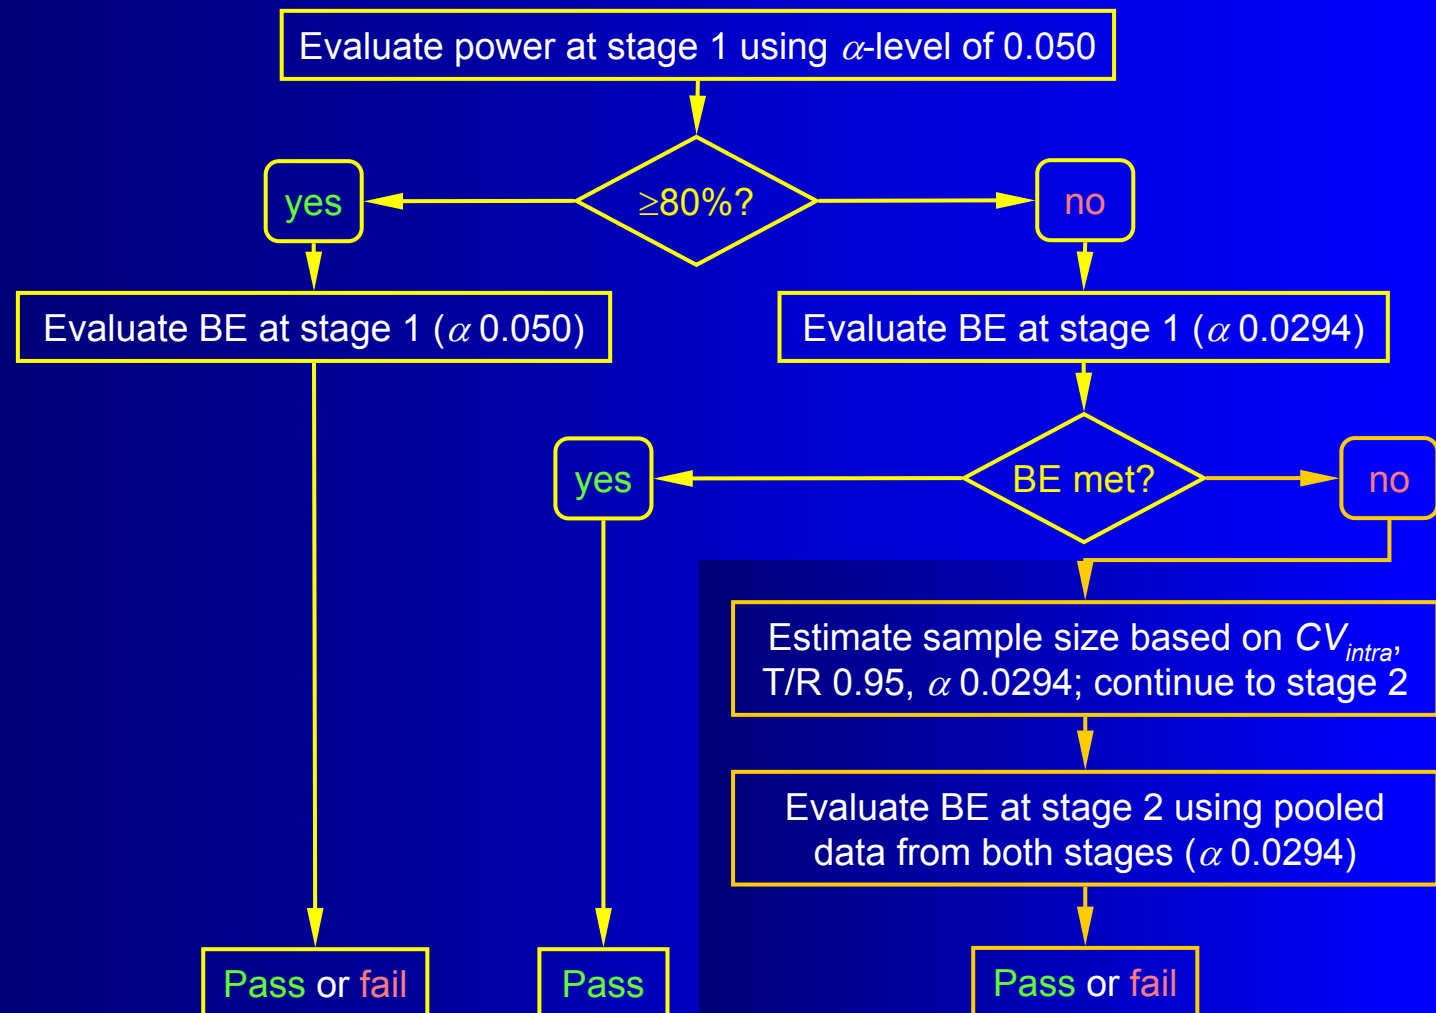 Evaluate power at stage 1 using α-level of 0.050
≥80%?
yes
no
Evaluate BE at stage 1 (α 0.050)
Evaluate BE at stage 1 (α 0.0294)
yes
BE met?
no
Estimate sample size based on CVintra,
T/R 0.95, α 0.0294; continue to stage 2
Evaluate BE at stage 2 using pooled
data from both stages (α 0.0294)
Pass or fail
Pass
Pass or fail